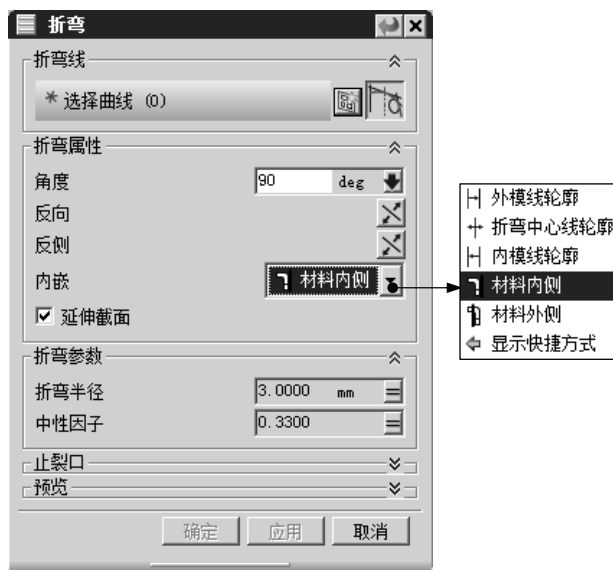 折弯
折弯线
* 选择曲线 (0)
折弯属性
角度 90 deg
反向
反侧
内嵌 材料内侧
延伸截面
折弯参数
折弯半径 3.0000 mm
中性因子 0.3300
止裂口
预览
确定 应用 取消
外模线轮廓
折弯中心线轮廓
内模线轮廓
材料内侧
材料外侧
显示快捷方式